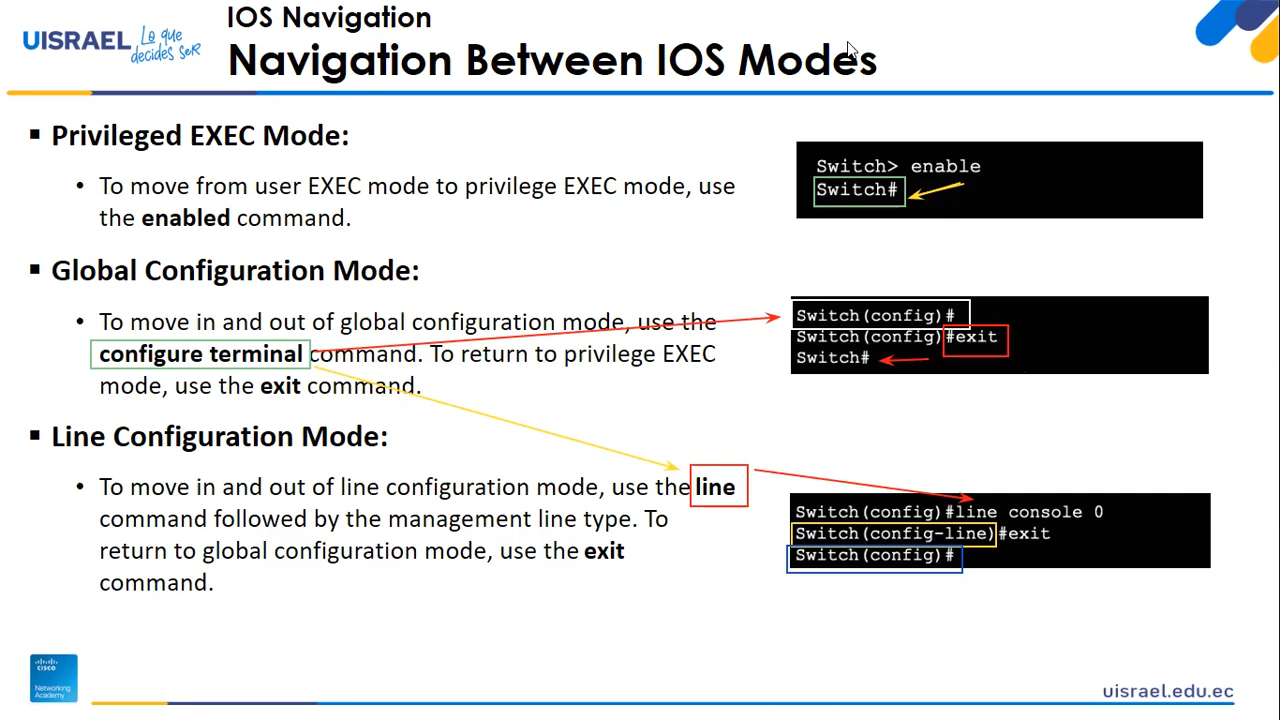 IOS Navigation
UISRAEL Lo que decides seR
Navigation Between IOS Modes
▪ Privileged EXEC Mode:
• To move from user EXEC mode to privilege EXEC mode, use
the enabled command.
Switch> enable
Switch#
▪ Global Configuration Mode:
• To move in and out of global configuration mode, use the
configure terminal command. To return to privilege EXEC
mode, use the exit command.
Switch(config)#
Switch(config)#exit
Switch#
▪ Line Configuration Mode:
• To move in and out of line configuration mode, use the line
command followed by the management line type. To
return to global configuration mode, use the exit
command.
Switch(config)#line console 0
Switch(config-line)#exit
Switch(config)#
CISCO
Networking
Academy
uisrael.edu.ec